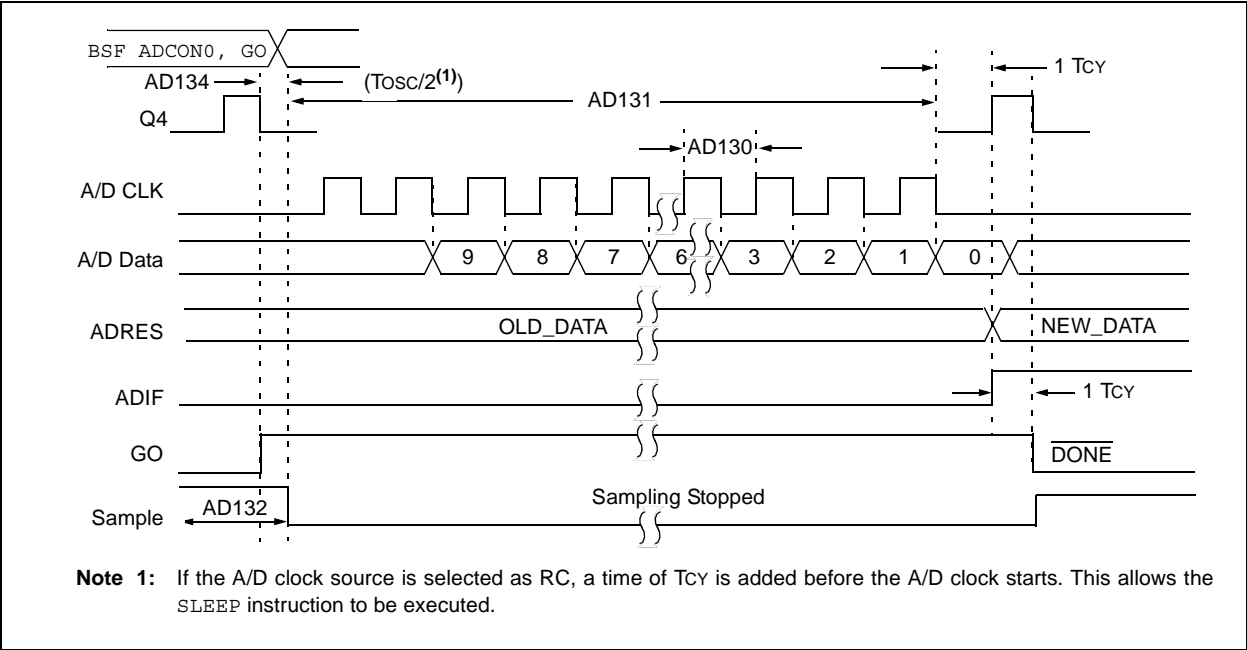 BSF ADCON0, GO
AD134 (TOSC/2(1)) 1 TCY
AD131
Q4
AD130
A/D CLK
A/D Data 9 8 7 6 3 2 1 0
ADRES OLD_DATA NEW_DATA
ADIF 1 TCY
GO DONE
Sampling Stopped
Sample AD132
Note 1: If the A/D clock source is selected as RC, a time of TCY is added before the A/D clock starts. This allows the
SLEEP instruction to be executed.